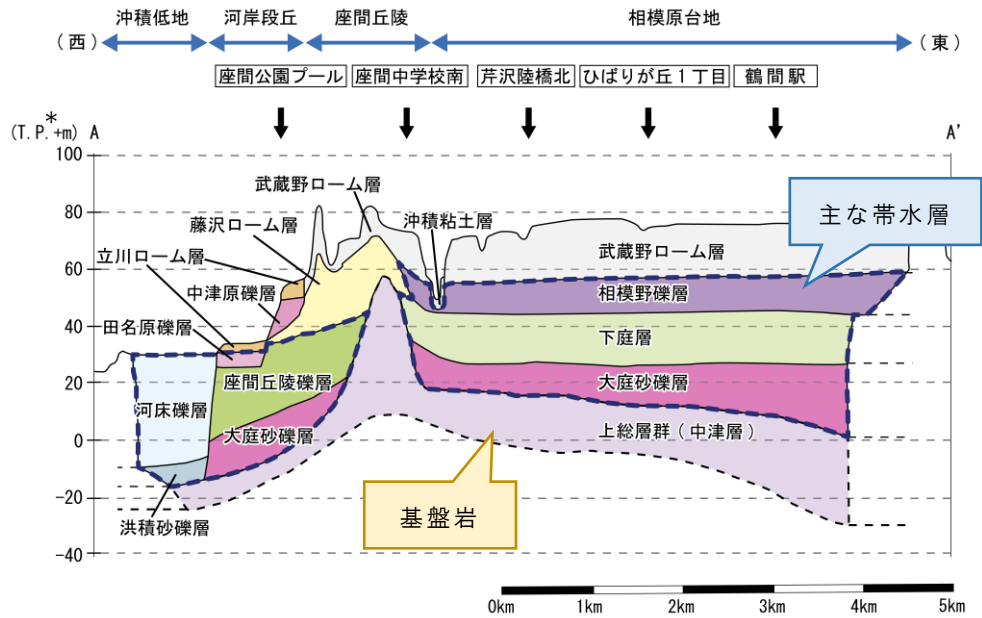 沖積低地 河岸段丘 座間丘陵 相模原台地
(西) (東)
座間公園プール 座間中学校南 芹沢陸橋北 ひばりが丘1丁目 鶴間駅
(T.P.*+m) A A'
100
80
60
40
20
0
-20
-40
武蔵野ローム層
藤沢ローム層
沖積粘土層
主な帯水層
立川ローム層
武蔵野ローム層
中津原礫層
相模野礫層
田名原礫層
下庭層
座間丘陵礫層
大庭砂礫層
河床礫層
大庭砂礫層
上総層群(中津層)
基盤岩
洪積砂礫層
0km 1km 2km 3km 4km 5km